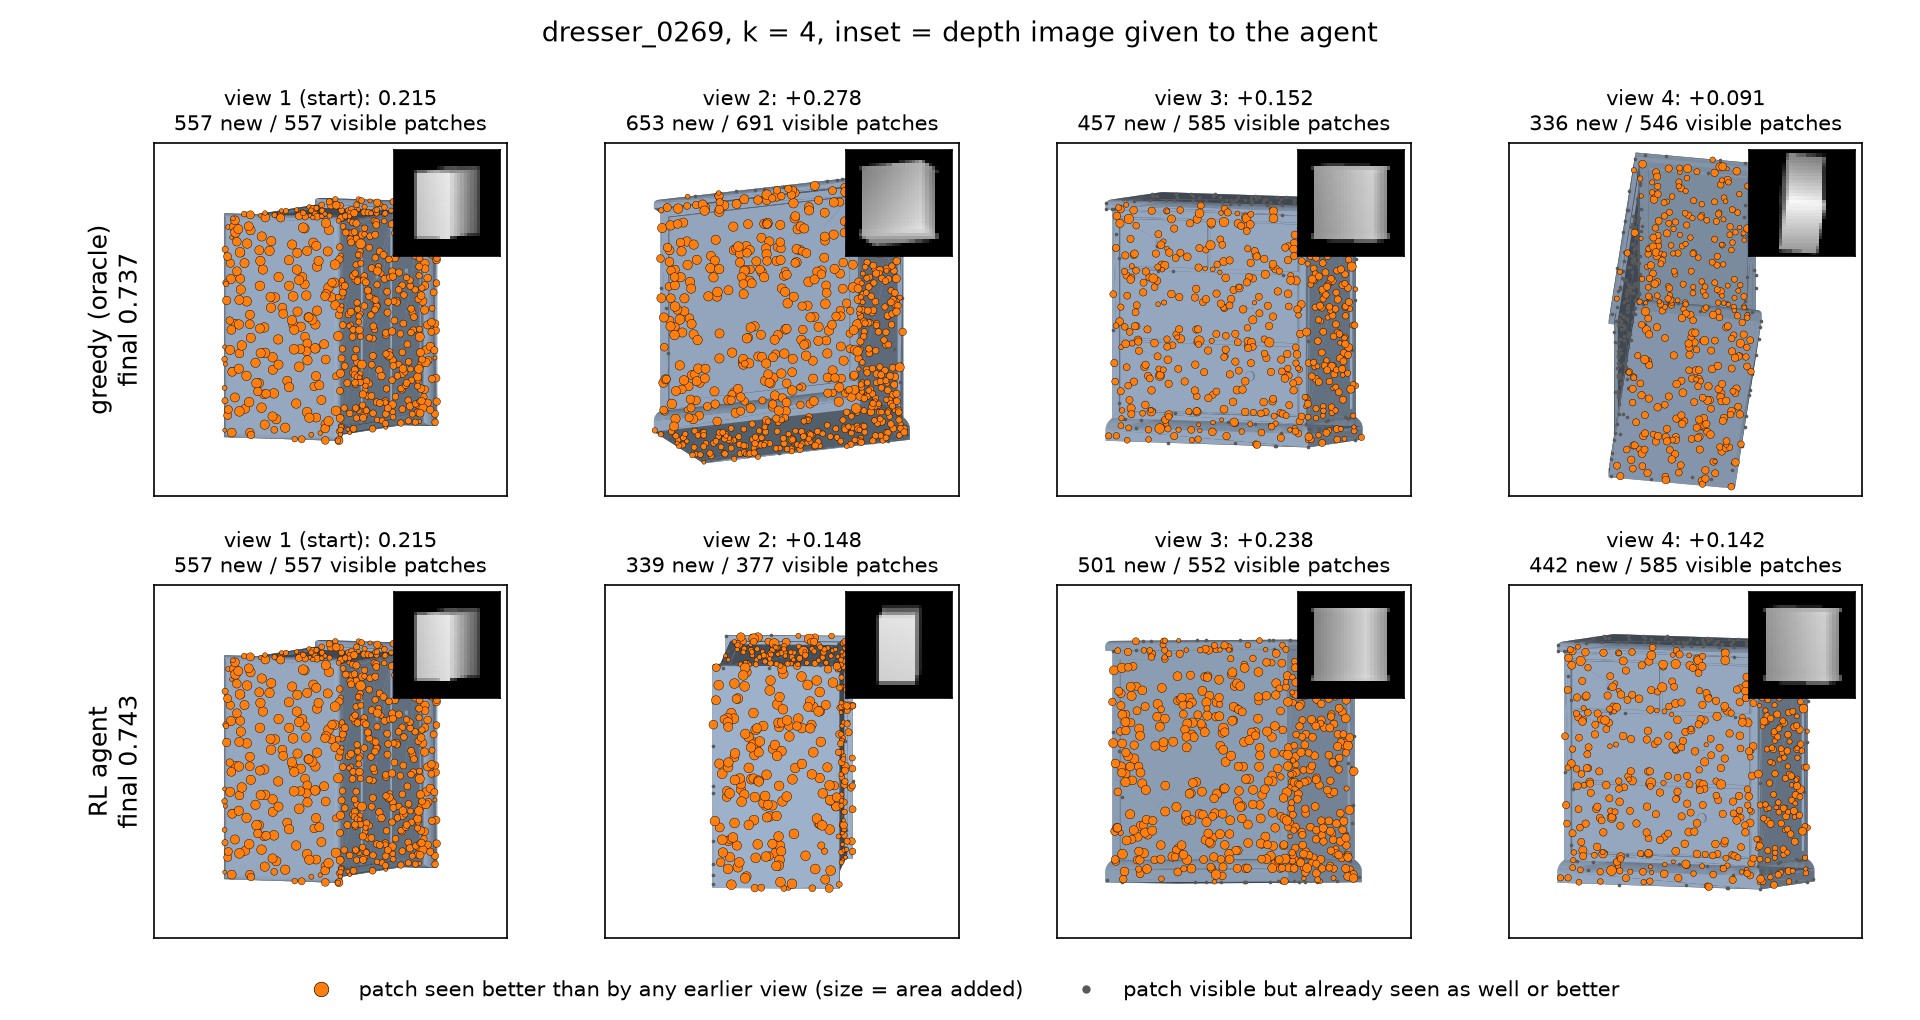 dresser_0269, k = 4, inset = depth image given to the agent
greedy (oracle)
final 0.737
view 1 (start): 0.215
557 new / 557 visible patches
view 2: +0.278
653 new / 691 visible patches
view 3: +0.152
457 new / 585 visible patches
view 4: +0.091
336 new / 546 visible patches
RL agent
final 0.743
view 1 (start): 0.215
557 new / 557 visible patches
view 2: +0.148
339 new / 377 visible patches
view 3: +0.238
501 new / 552 visible patches
view 4: +0.142
442 new / 585 visible patches
patch seen better than by any earlier view (size = area added)
patch visible but already seen as well or better